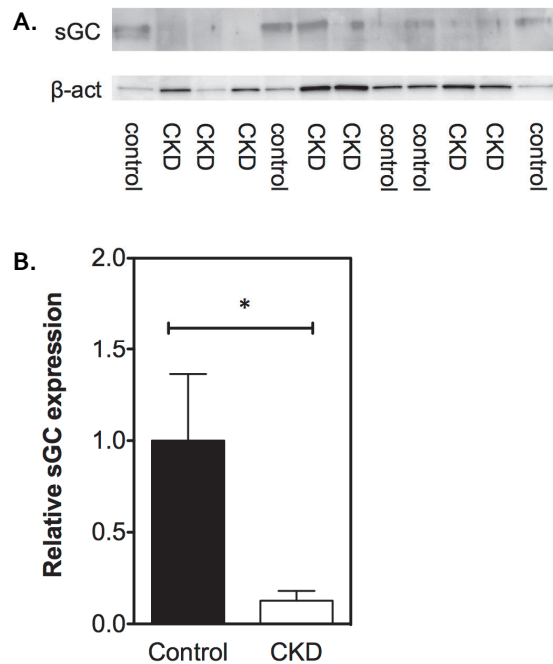 A.
sGC
β-act
control CKD CKD CKD control CKD CKD control control CKD CKD control
B.
Relative sGC expression
2.0
*
1.5
1.0
0.5
0.0
Control CKD